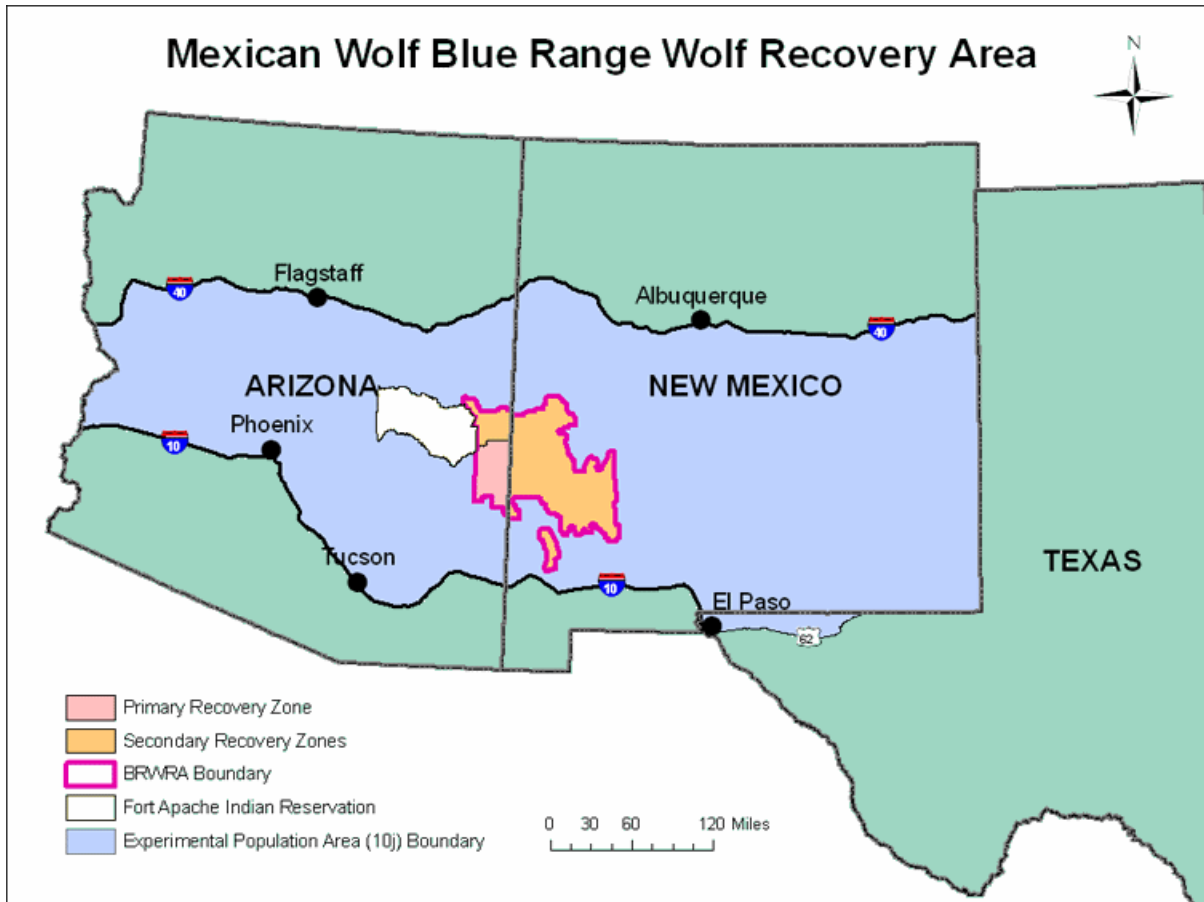 Mexican Wolf Blue Range Wolf Recovery Area
N
Flagstaff
40
Albuquerque
40
ARIZONA
NEW MEXICO
Phoenix
10
Tucson
TEXAS
10
El Paso
62
Primary Recovery Zone
Secondary Recovery Zones
BRWRA Boundary
Fort Apache Indian Reservation
Experimental Population Area (10j) Boundary
0 30 60 120 Miles